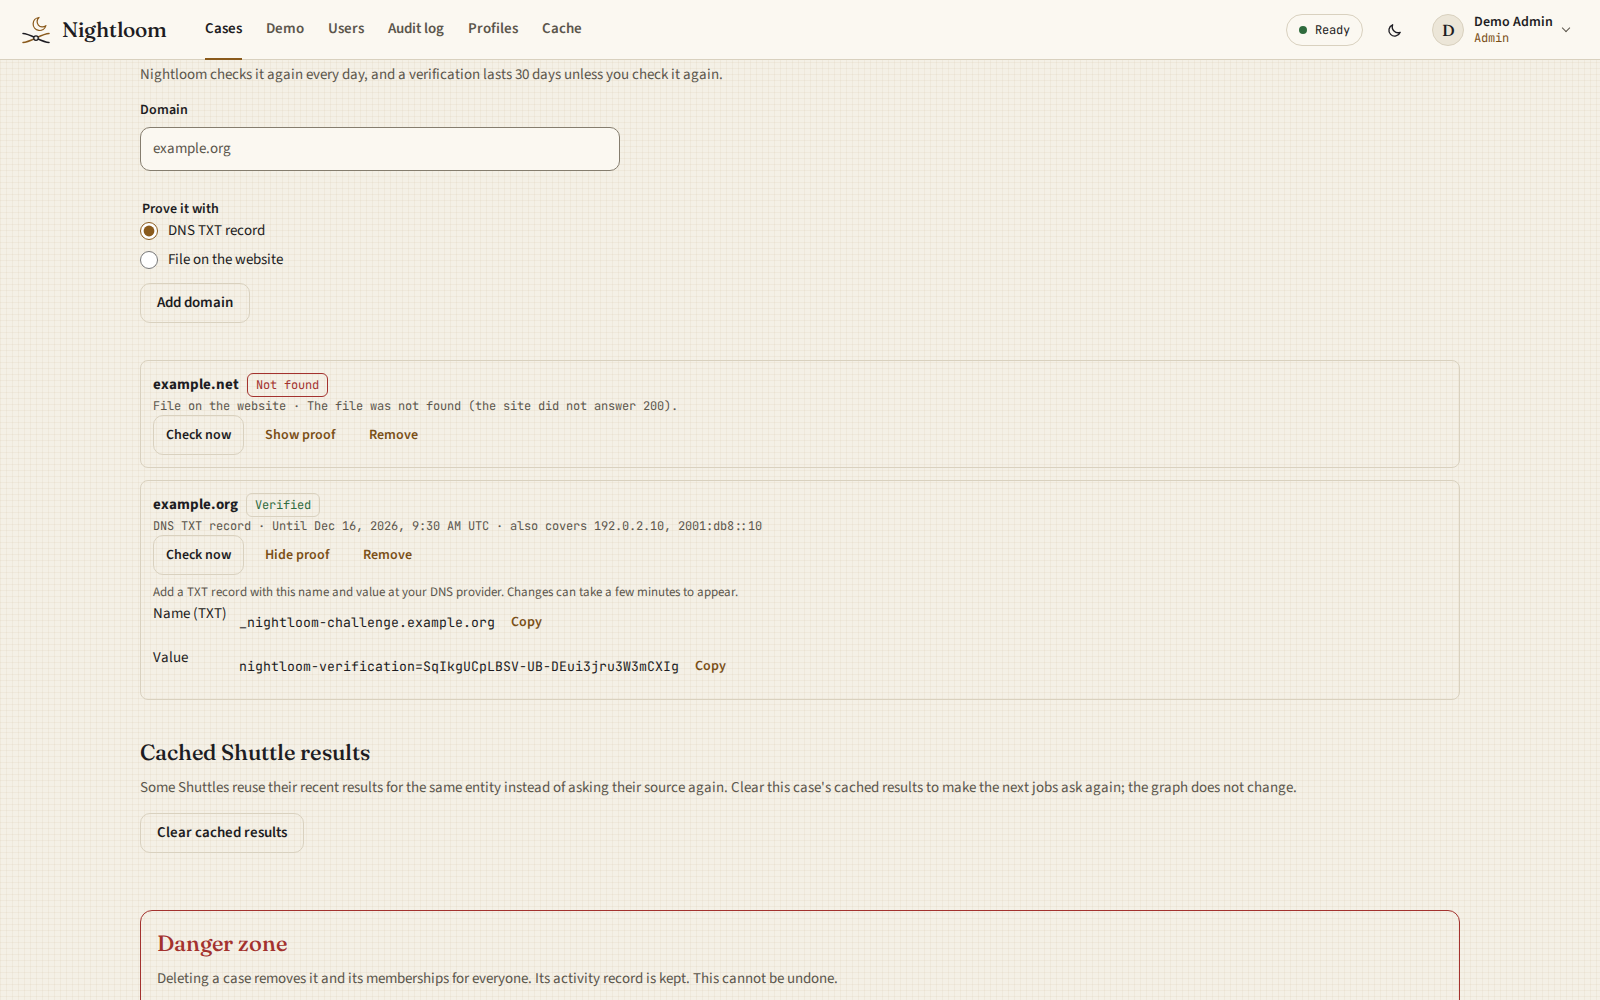 Nightloom
Cases
Demo
Users
Audit log
Profiles
Cache
Ready
D
Demo Admin
Admin
Nightloom checks it again every day, and a verification lasts 30 days unless you check it again.
Domain
example.org
Prove it with
DNS TXT record
File on the website
Add domain
example.net Not found
File on the website · The file was not found (the site did not answer 200).
Check now Show proof Remove
example.org Verified
DNS TXT record · Until Dec 16, 2026, 9:30 AM UTC · also covers 192.0.2.10, 2001:db8::10
Check now Hide proof Remove
Add a TXT record with this name and value at your DNS provider. Changes can take a few minutes to appear.
Name (TXT) _nightloom-challenge.example.org Copy
Value nightloom-verification=SqIkgUCpLBSV-UB-DEui3jru3W3mCXIg Copy
Cached Shuttle results
Some Shuttles reuse their recent results for the same entity instead of asking their source again. Clear this case's cached results to make the next jobs ask again; the graph does not change.
Clear cached results
Danger zone
Deleting a case removes it and its memberships for everyone. Its activity record is kept. This cannot be undone.